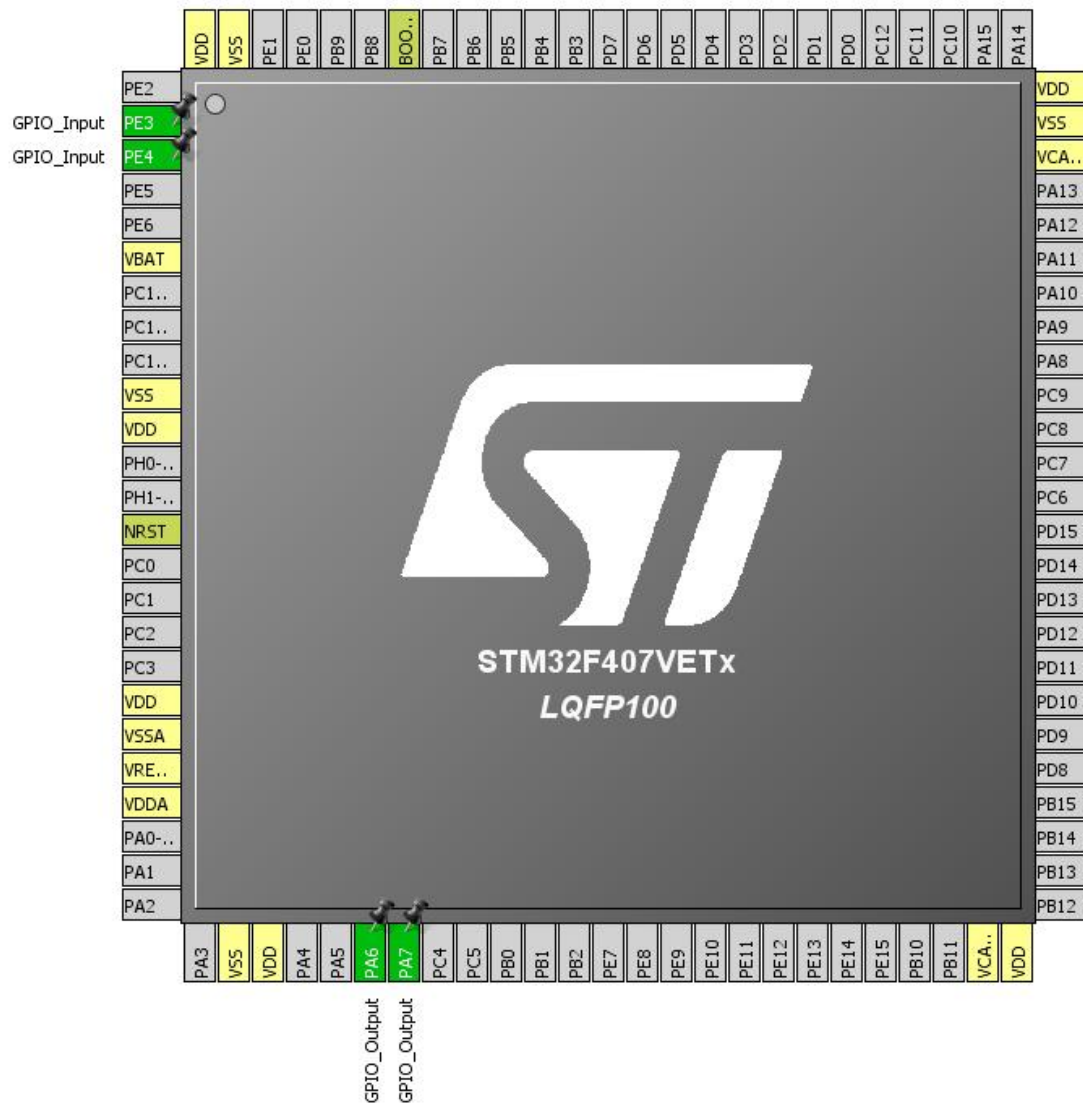 VDD
VSS
PE1
PE0
PB9
PB8
BOO..
PB7
PB6
PB5
PB4
PB3
PD7
PD6
PD5
PD4
PD3
PD2
PD1
PD0
PC12
PC11
PC10
PA15
PA14
PE2
GPIO_Input PE3
GPIO_Input PE4
PE5
PE6
VBAT
PC1..
PC1..
PC1..
VSS
VDD
PH0-..
PH1-..
NRST
PC0
PC1
PC2
PC3
VDD
VSSA
VRE..
VDDA
PA0-..
PA1
PA2
ST
STM32F407VETx
LQFP100
VDD
VSS
VCA..
PA13
PA12
PA11
PA10
PA9
PA8
PC9
PC8
PC7
PC6
PD15
PD14
PD13
PD12
PD11
PD10
PD9
PD8
PB15
PB14
PB13
PB12
PA3
VSS
VDD
PA4
PA5
PA6
PA7
PC4
PC5
PB0
PB1
PB2
PE7
PE8
PE9
PE10
PE11
PE12
PE13
PE14
PE15
PB10
PB11
VCA..
VDD
GPIO_Output
GPIO_Output